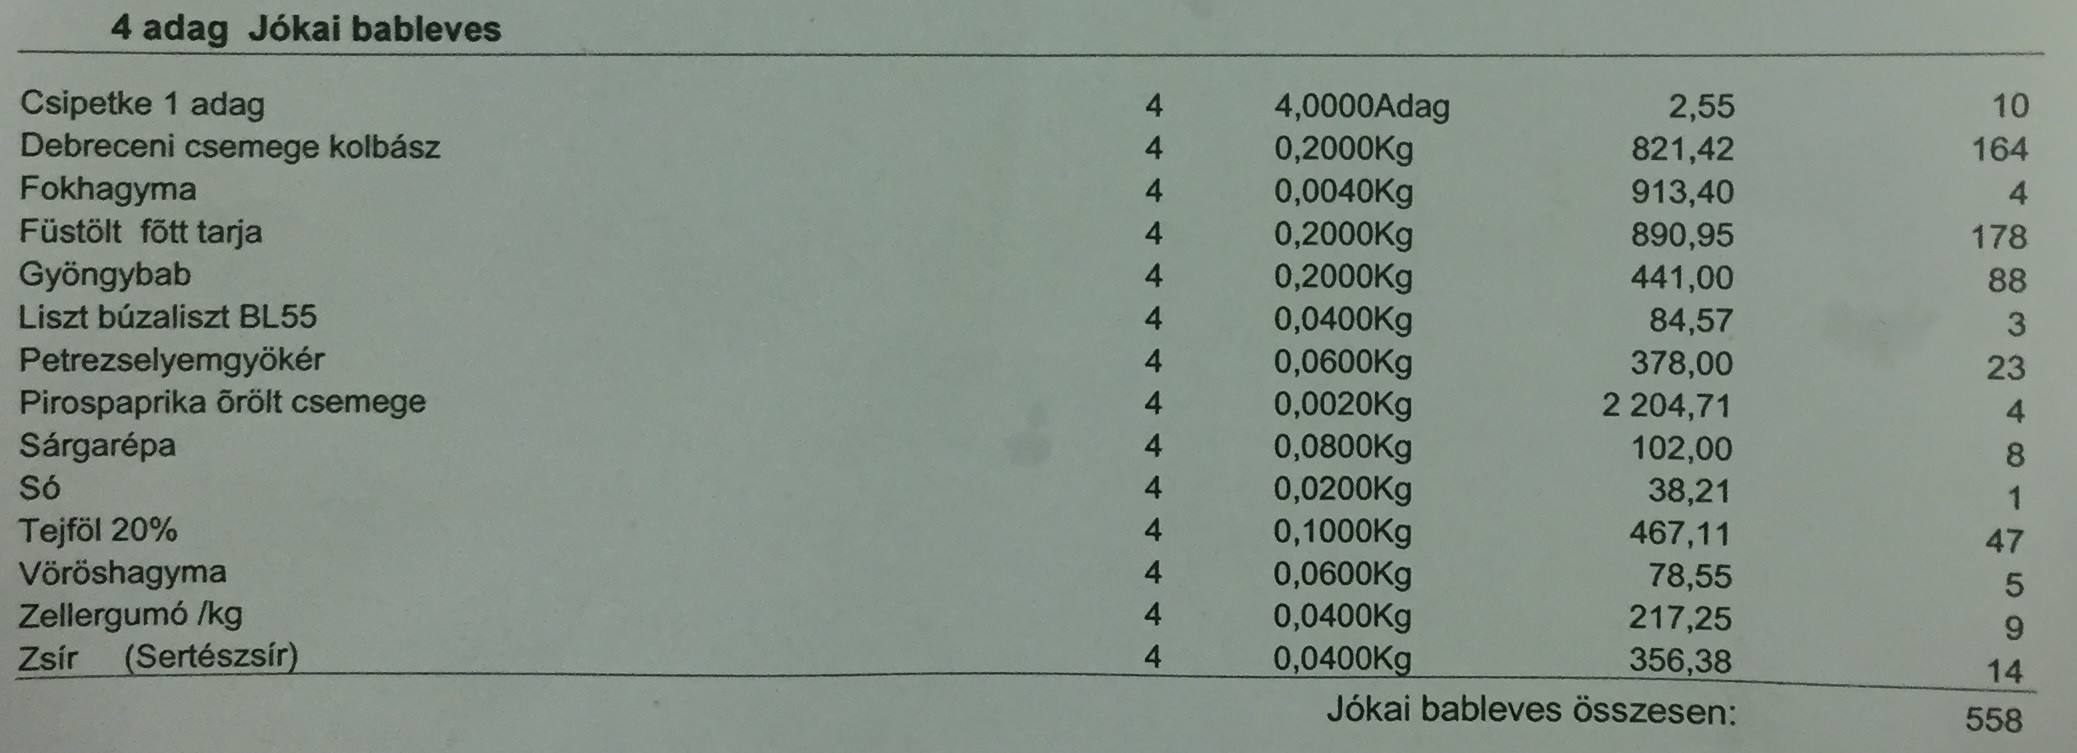 4 adag Jókai bableves
Csipetke 1 adag 4 4,0000Adag 2,55 10
Debreceni csemege kolbász 4 0,2000Kg 821,42 164
Fokhagyma 4 0,0040Kg 913,40 4
Füstölt fõtt tarja 4 0,2000Kg 890,95 178
Gyöngybab 4 0,2000Kg 441,00 88
Liszt búzaliszt BL55 4 0,0400Kg 84,57 3
Petrezselyemgyökér 4 0,0600Kg 378,00 23
Pirospaprika õrölt csemege 4 0,0020Kg 2 204,71 4
Sárgarépa 4 0,0800Kg 102,00 8
Só 4 0,0200Kg 38,21 1
Tejföl 20% 4 0,1000Kg 467,11 47
Vöröshagyma 4 0,0600Kg 78,55 5
Zellergumó /kg 4 0,0400Kg 217,25 9
Zsír (Sertészsír) 4 0,0400Kg 356,38 14
Jókai bableves összesen: 558